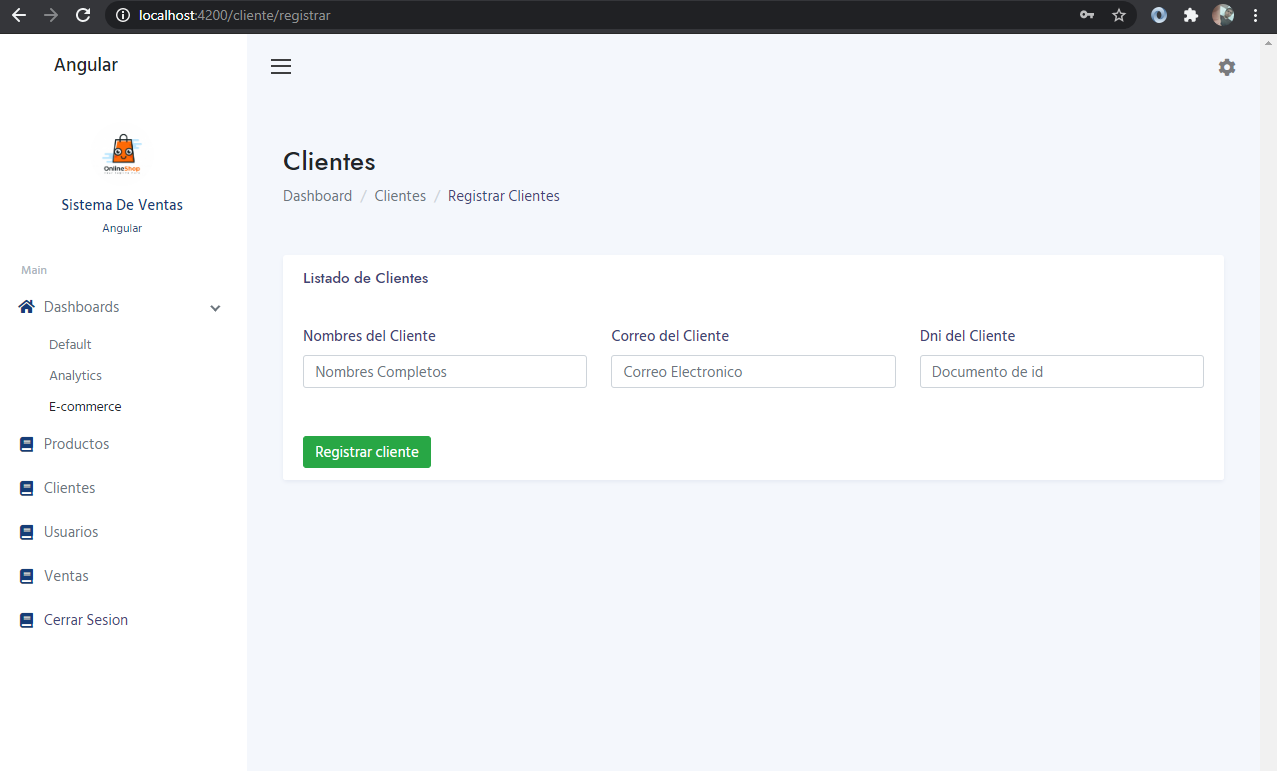 localhost:4200/cliente/registrar
Angular
OnlineShop
Sistema De Ventas
Angular
Main
Dashboards
Default
Analytics
E-commerce
Productos
Clientes
Usuarios
Ventas
Cerrar Sesion
Clientes
Dashboard / Clientes / Registrar Clientes
Listado de Clientes
Nombres del Cliente
Nombres Completos
Correo del Cliente
Correo Electronico
Dni del Cliente
Documento de id
Registrar cliente